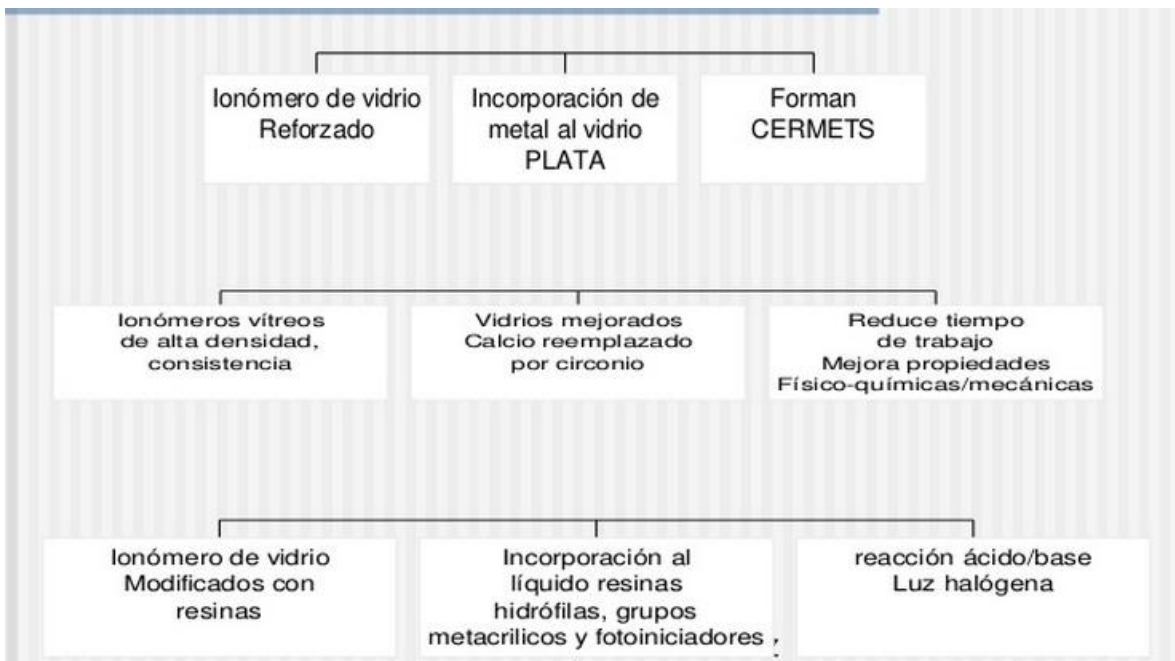 Ionómero de vidrio
Reforzado
Incorporación de
metal al vidrio
PLATA
Forman
CERMETS
Ionómeros vítreos
de alta densidad,
consistencia
Vidrios mejorados
Calcio reemplazado
por circonio
Reduce tiempo
de trabajo
Mejora propiedades
Físico-químicas/mecánicas
Ionómero de vidrio
Modificados con
resinas
Incorporación al
líquido resinas
hidrófilas, grupos
metacrilicos y fotoiniciadores
reacción ácido/base
Luz halógena